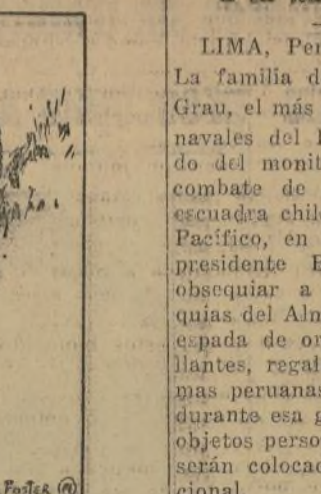 LIMA, Per
La familia d
Grau, el más
navales del
do del monit
combate de
escuadra chil
Pacífico, en
presidente E
obsequiar a
quias del Alm
espada de or
llantes, regal
mas peruanas
durante esa g
objetos perso
serán colocad
cional.
FOSTER